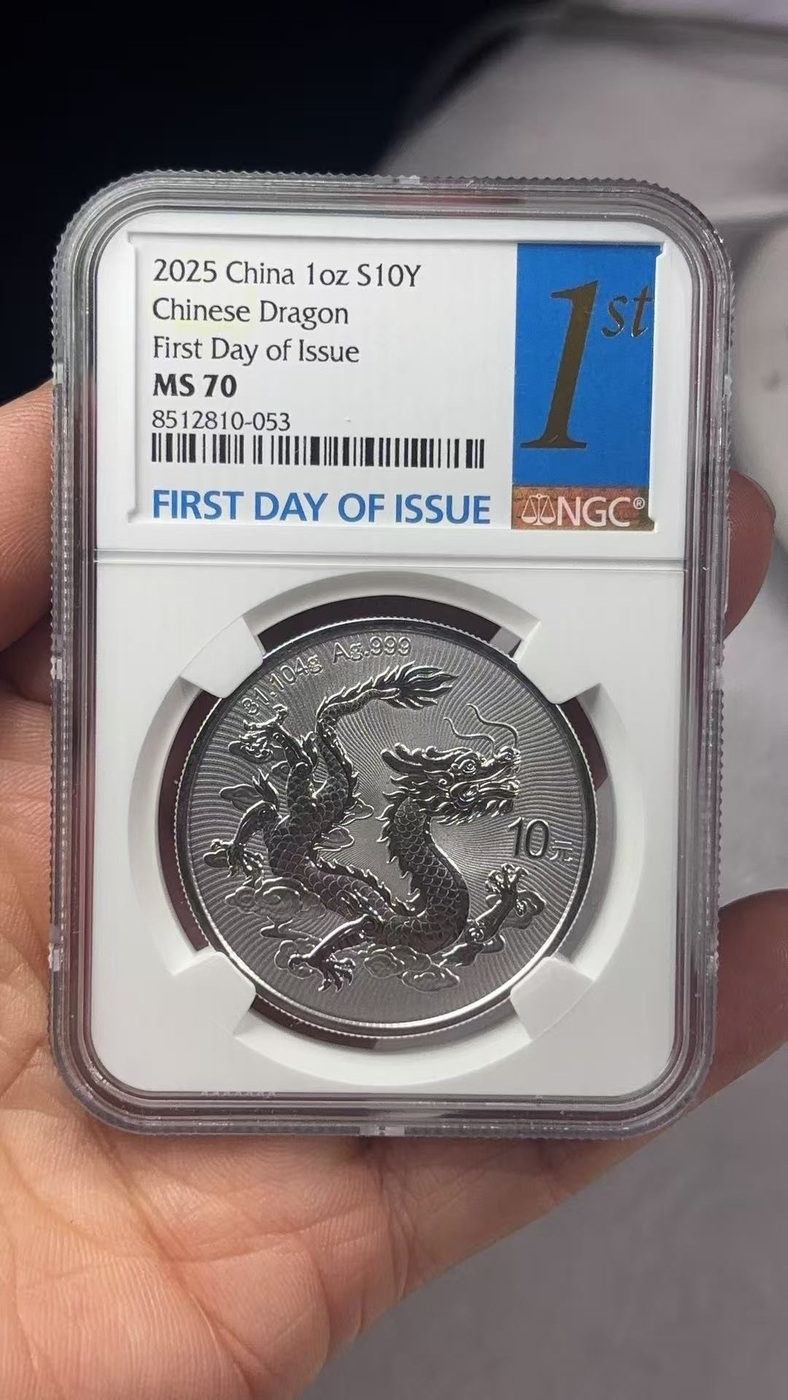 2025 China 1oz S10Y
Chinese Dragon
First Day of Issue
MS 70
8512810-053
FIRST DAY OF ISSUE
1st
NGC®
31.104g Ag.999
10元